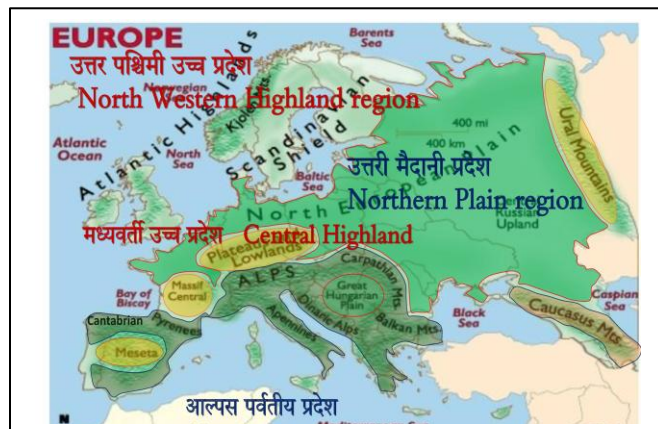 EUROPE
Barents
Sea
उत्तर पश्चिमी उच्च प्रदेश
Norwegian
North Western Highland region
Atlantic Highlands
Kjolen Mts
Scandinavian
Shield
Atlantic
Ocean
North
Sea
400 mi
400 km
Baltic
Sea
उत्तरी मैदानी प्रदेश
Northern Plain region
North European Plain
Ural Mountains
Russian
Upland
मध्यवर्ती उच्च प्रदेश Central Highland
Plateau
Lowlands
Massif
Central
Bay of
Biscay
ALPS
Carpathian Mts.
Great
Hungarian
Plain
Caspian
Sea
Black
Sea
Caucasus Mts.
Cantabrian
Pyrenees
Apennines
Dinaric Alps
Balkan Mts.
Meseta
आल्पस पर्वतीय प्रदेश
N